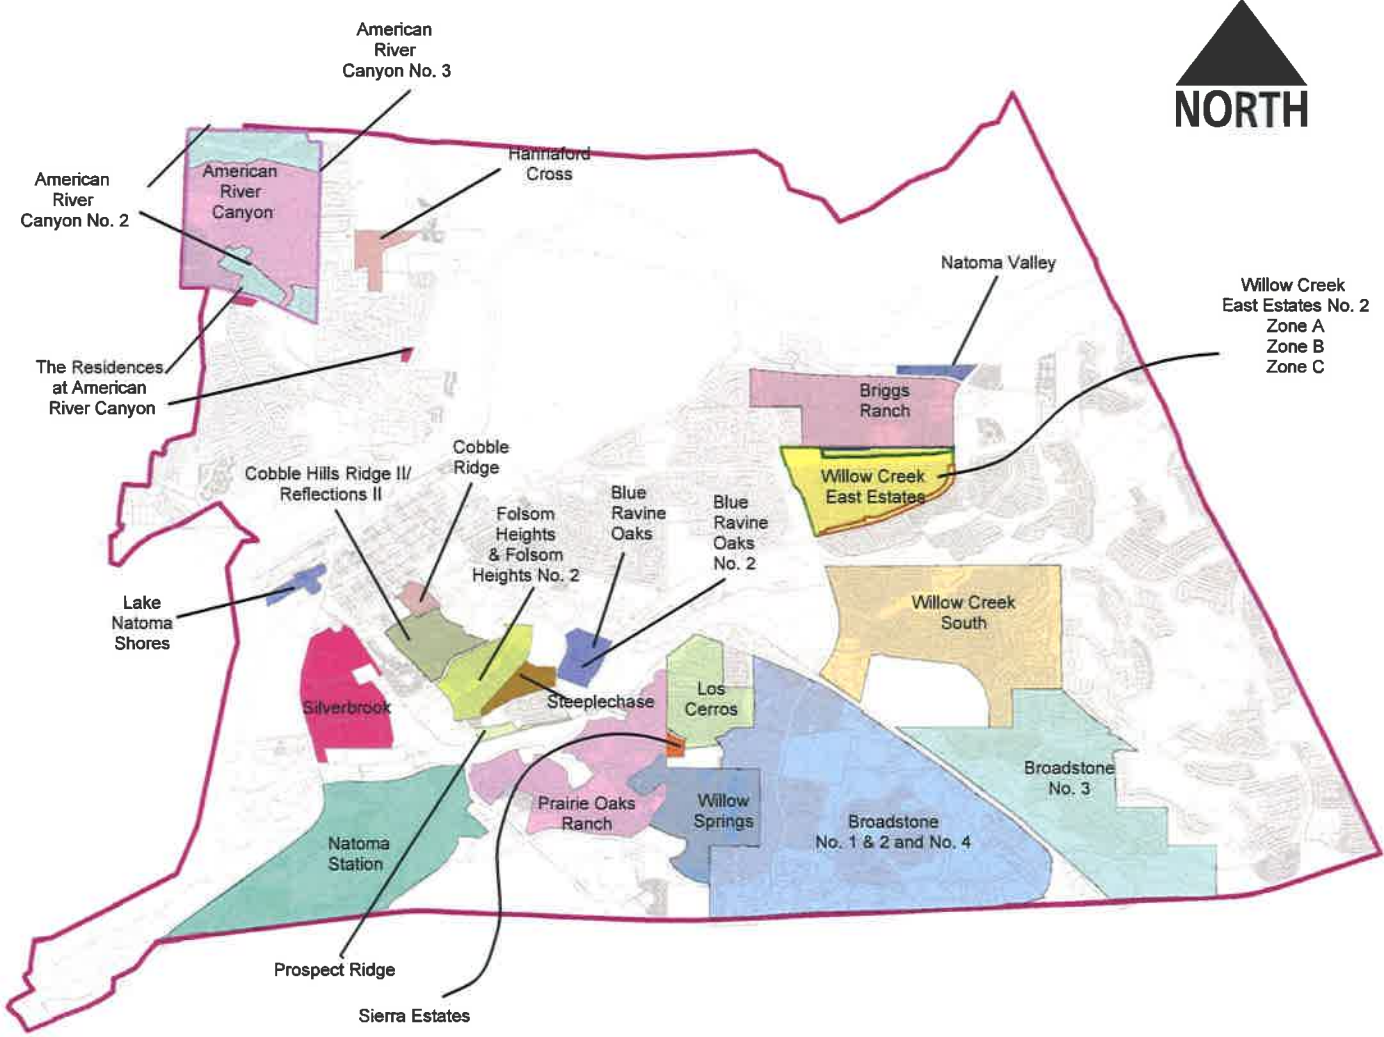 American
River
Canyon No. 3
NORTH
Hannaford
Cross
American
River
Canyon
American
River
Canyon No. 2
Natoma Valley
Willow Creek
East Estates No. 2
Zone A
Zone B
Zone C
The Residences
at American
River Canyon
Briggs
Ranch
Cobble
Ridge
Cobble Hills Ridge II/
Reflections II
Willow Creek
East Estates
Folsom
Heights
& Folsom
Heights No. 2
Blue
Ravine
Oaks
Blue
Ravine
Oaks
No. 2
Lake
Natoma
Shores
Willow Creek
South
Silverbrook
Steeplechase
Los
Cerros
Broadstone
No. 3
Prairie Oaks
Ranch
Willow
Springs
Broadstone
No. 1 & 2 and No. 4
Natoma
Station
Prospect Ridge
Sierra Estates